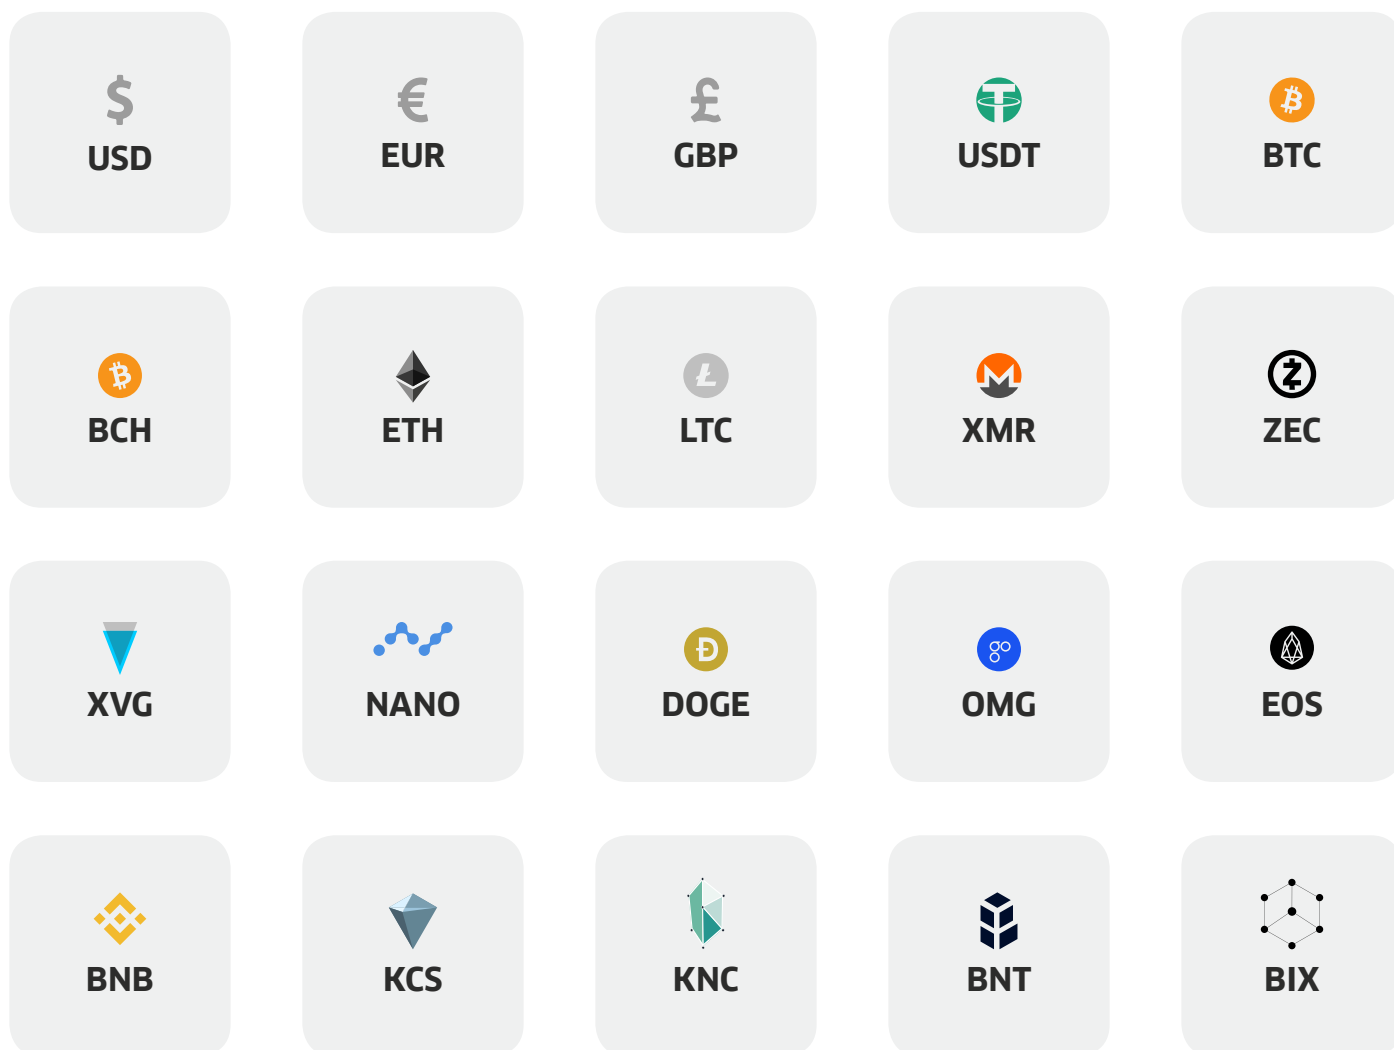 USD
EUR
GBP
USDT
BTC
BCH
ETH
LTC
XMR
ZEC
XVG
NANO
DOGE
OMG
EOS
BNB
KCS
KNC
BNT
BIX